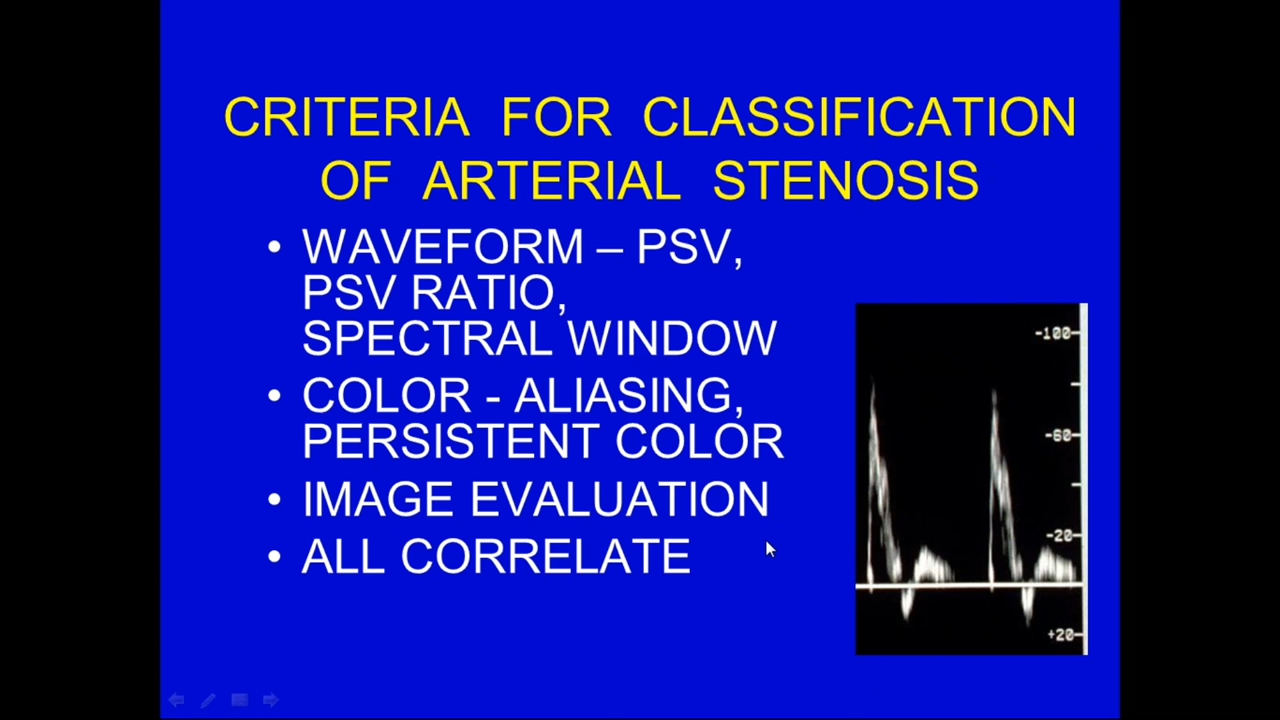 CRITERIA FOR CLASSIFICATION
OF ARTERIAL STENOSIS
• WAVEFORM – PSV,
PSV RATIO,
SPECTRAL WINDOW
• COLOR - ALIASING,
PERSISTENT COLOR
• IMAGE EVALUATION
• ALL CORRELATE
-100
-60
-20
+20